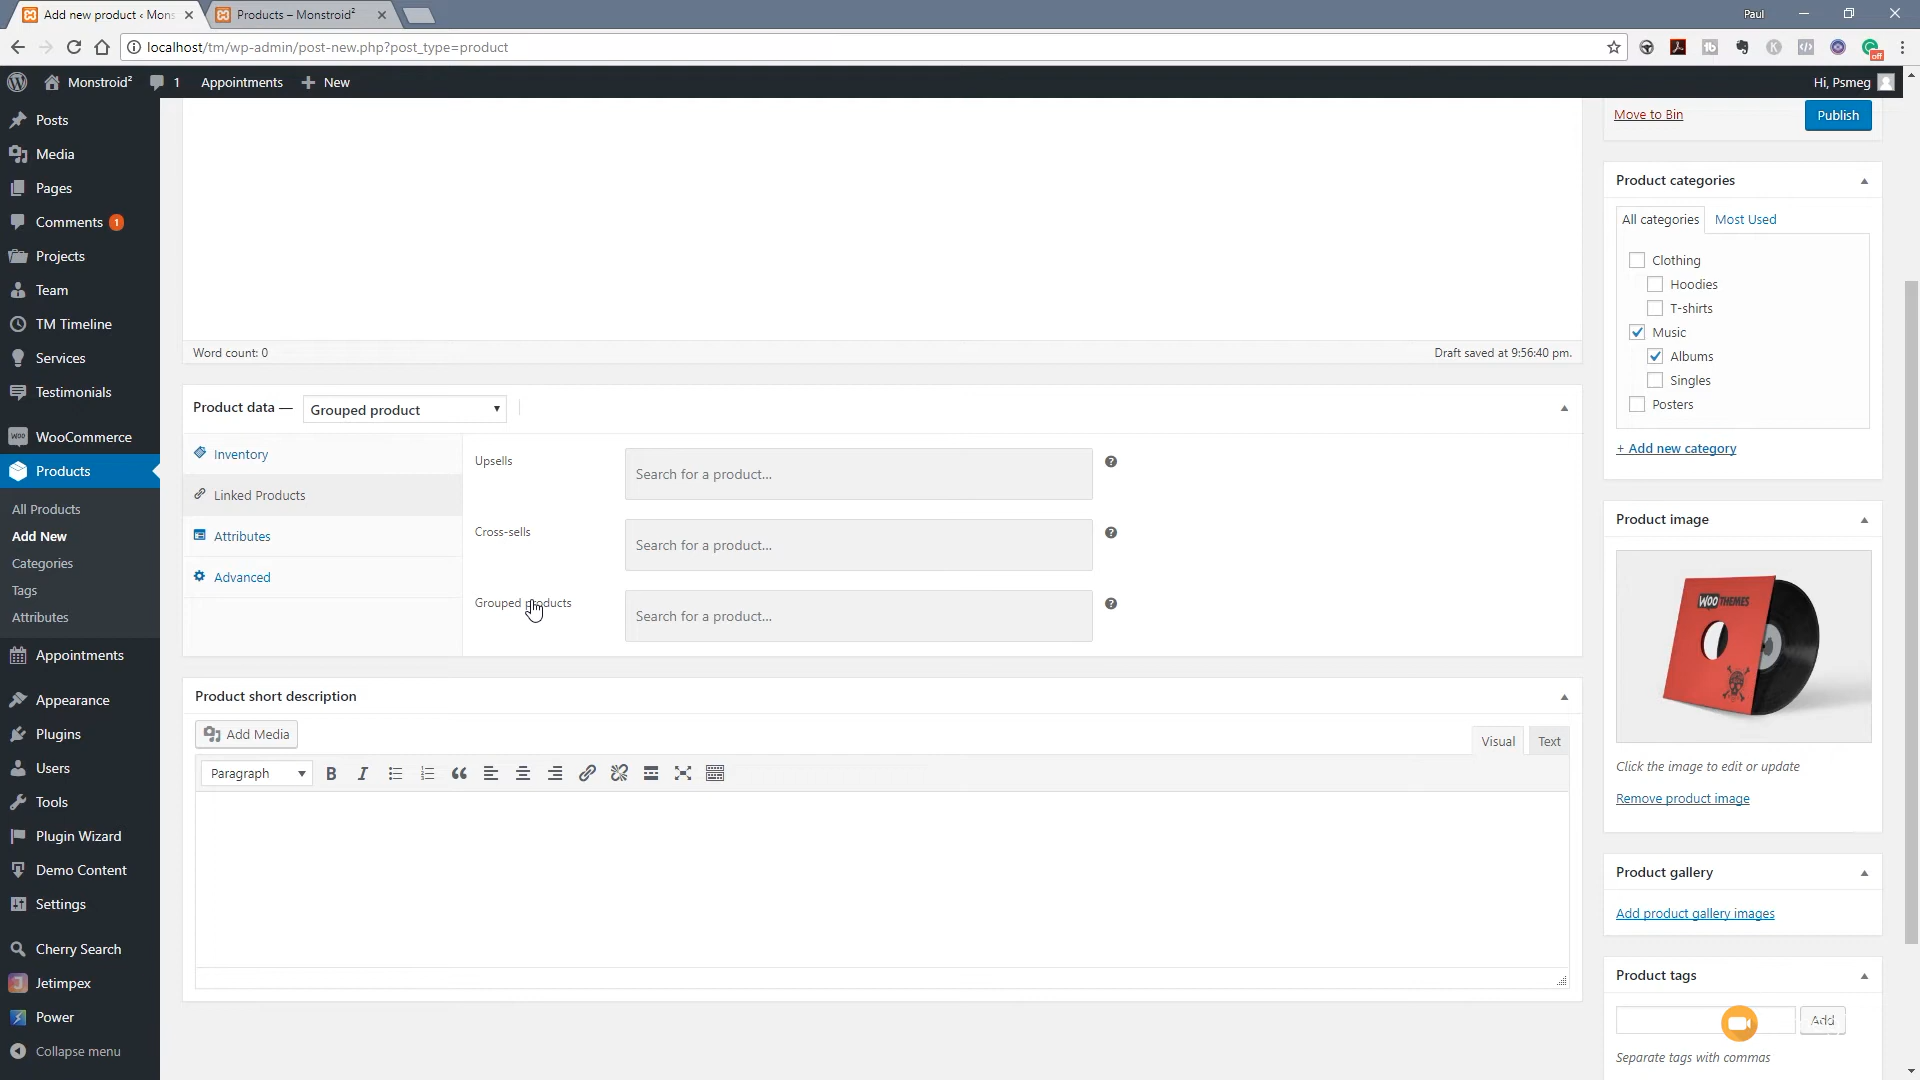 Add new product ‹ Mons
Products – Monstroid²
Paul
localhost/tm/wp-admin/post-new.php?post_type=product
off
Monstroid²
1
Appointments
New
Hi, Psmeg
Posts
Media
Pages
Comments 1
Projects
Team
TM Timeline
Services
Testimonials
WooCommerce
Products
All Products
Add New
Categories
Tags
Attributes
Appointments
Appearance
Plugins
Users
Tools
Plugin Wizard
Demo Content
Settings
Cherry Search
Jetimpex
Power
Collapse menu
Word count: 0
Draft saved at 9:56:40 pm.
Product data —
Grouped product
Inventory
Linked Products
Attributes
Advanced
Upsells
Search for a product...
Cross-sells
Search for a product...
Grouped products
Search for a product...
Product short description
Add Media
Visual
Text
Paragraph
Move to Bin
Publish
Product categories
All categories
Most Used
Clothing
Hoodies
T-shirts
Music
Albums
Singles
Posters
+ Add new category
Product image
WOOTHEMES
Click the image to edit or update
Remove product image
Product gallery
Add product gallery images
Product tags
Add
Separate tags with commas